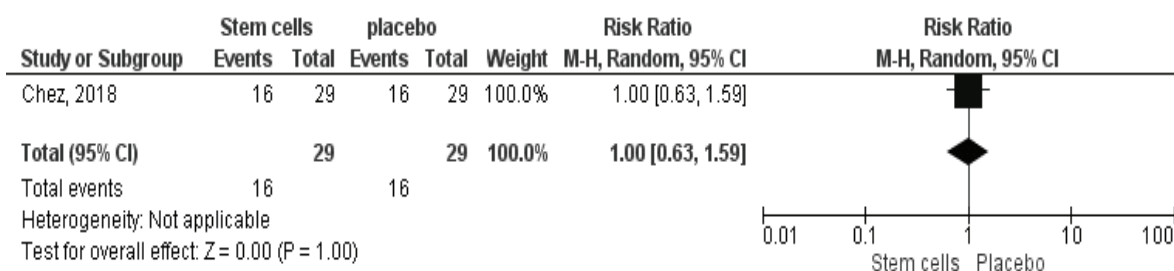 Stem cells placebo Risk Ratio Risk Ratio
Study or Subgroup Events Total Events Total Weight M-H, Random, 95% CI M-H, Random, 95% CI
Chez, 2018 16 29 16 29 100.0% 1.00 [0.63, 1.59]
Total (95% CI) 29 29 100.0% 1.00 [0.63, 1.59]
Total events 16 16
Heterogeneity: Not applicable
Test for overall effect: Z = 0.00 (P = 1.00)
0.01 0.1 1 10 100
Stem cells Placebo